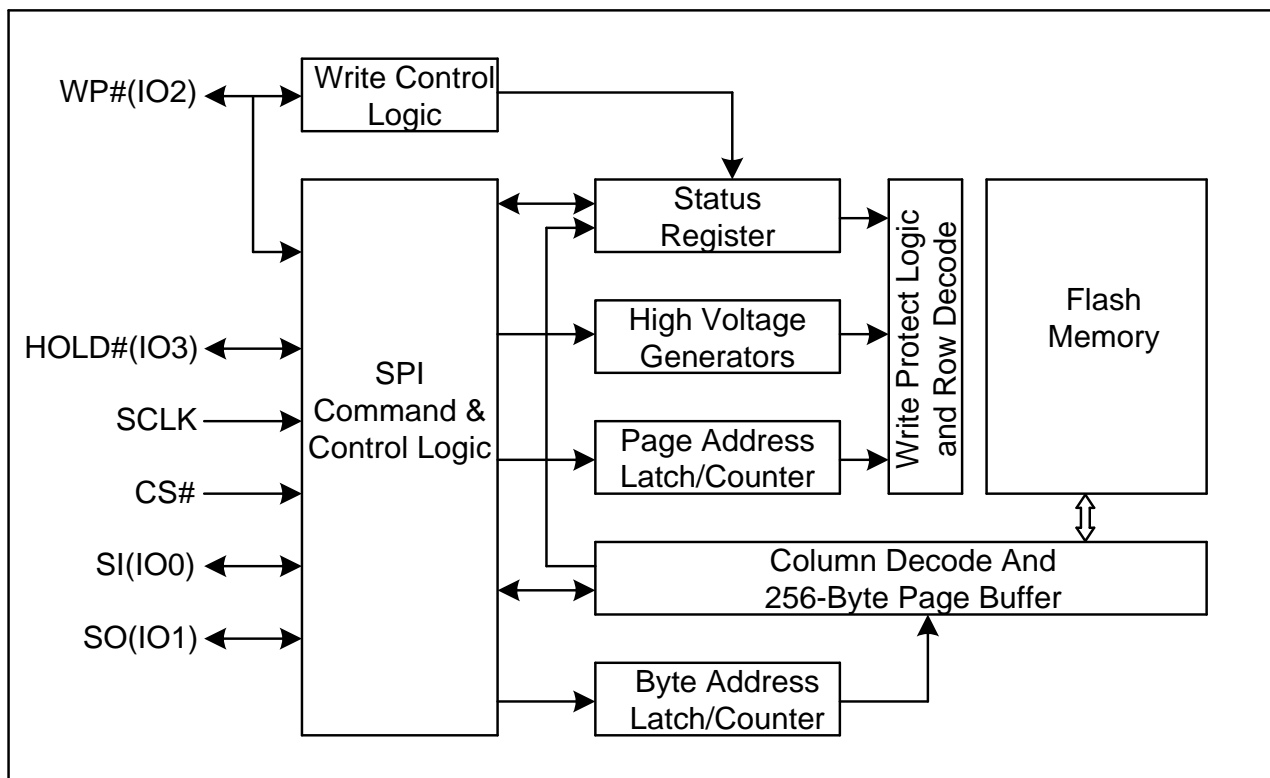 WP#(IO2)
Write Control
Logic
Status
Register
Write Protect Logic
and Row Decode
Flash
Memory
HOLD#(IO3)
High Voltage
Generators
SPI
Command &
Control Logic
SCLK
Page Address
Latch/Counter
CS#
SI(IO0)
Column Decode And
256-Byte Page Buffer
SO(IO1)
Byte Address
Latch/Counter